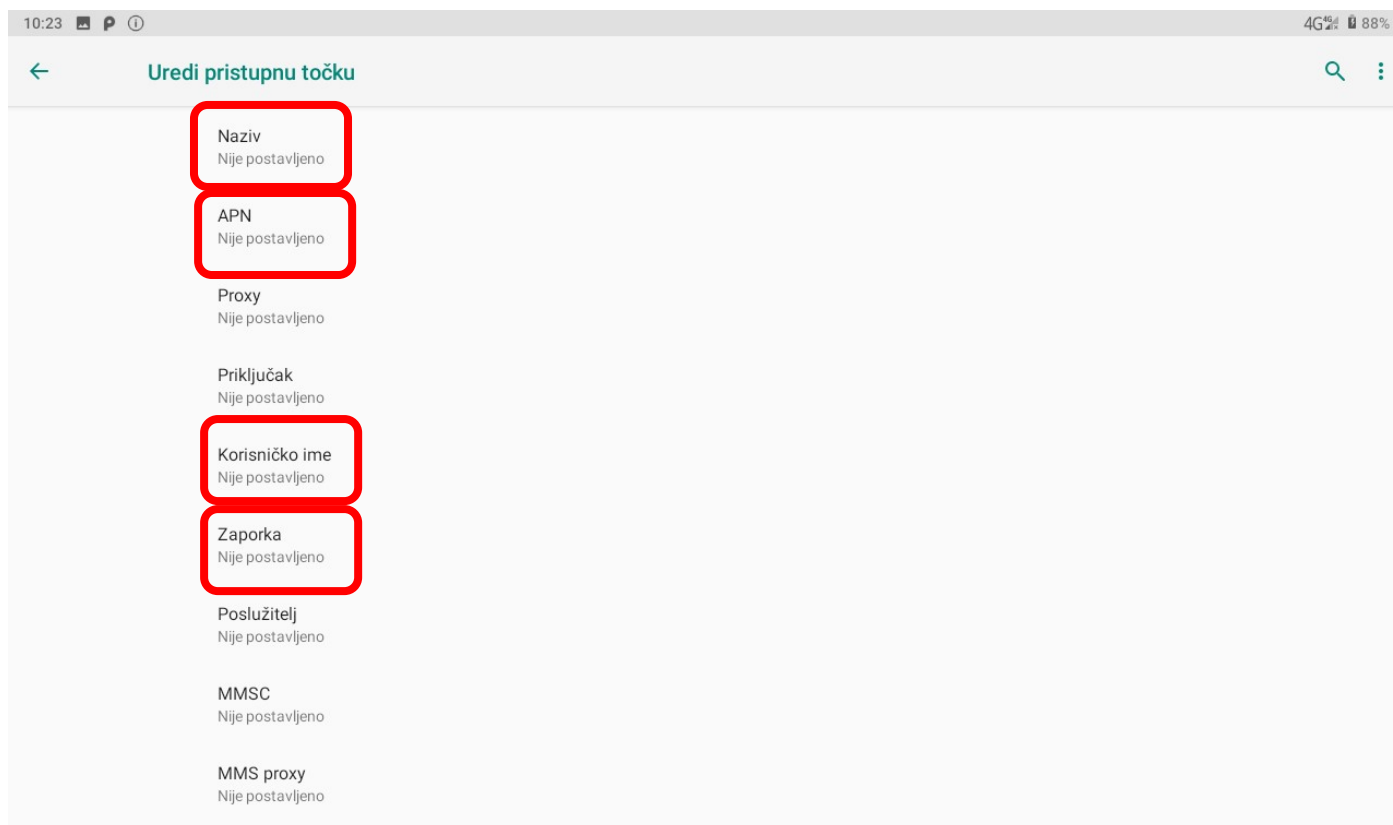 10:23 4G 4G 88%
Uredi pristupnu točku
Naziv
Nije postavljeno
APN
Nije postavljeno
Proxy
Nije postavljeno
Priključak
Nije postavljeno
Korisničko ime
Nije postavljeno
Zaporka
Nije postavljeno
Poslužitelj
Nije postavljeno
MMSC
Nije postavljeno
MMS proxy
Nije postavljeno